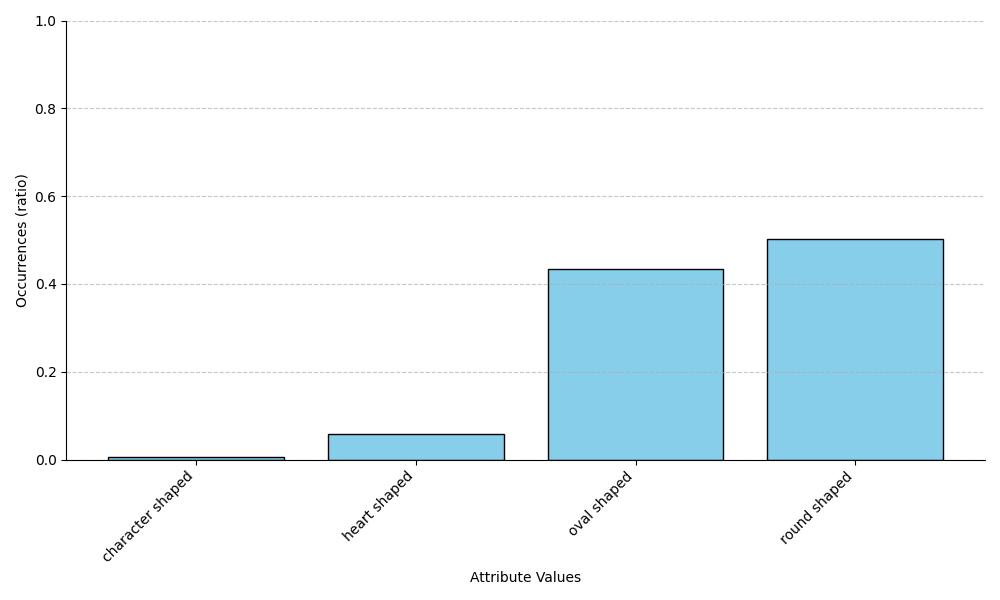 1.0
0.8
0.6
0.4
0.2
0.0
Occurrences (ratio)
character shaped
heart shaped
oval shaped
round shaped
Attribute Values